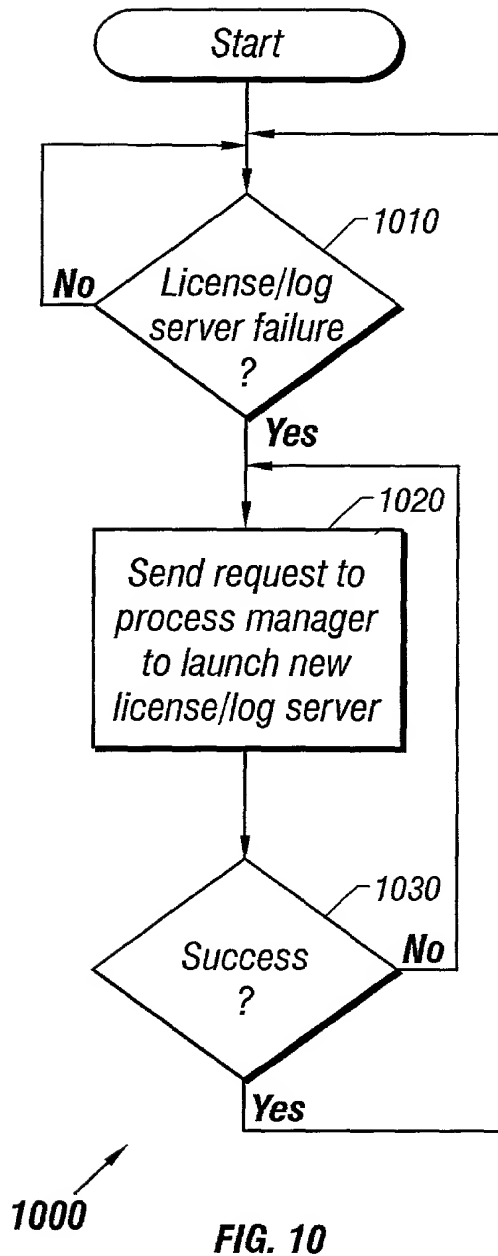 Start
1010
No
License/log
server failure
?
Yes
1020
Send request to
process manager
to launch new
license/log server
1030
Success
?
No
Yes
1000
FIG. 10